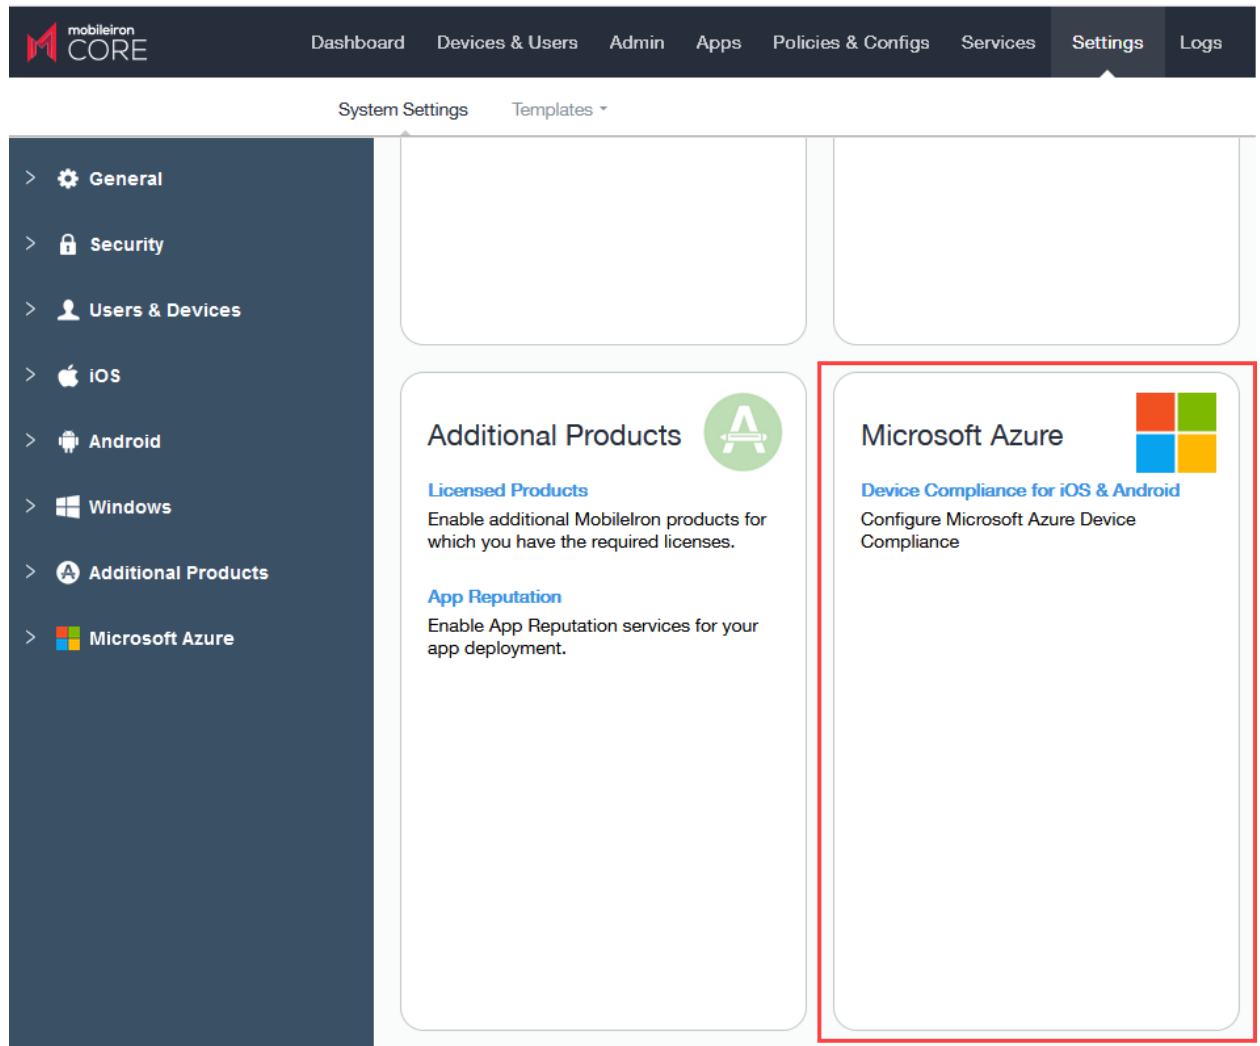 mobileiron
CORE
Dashboard Devices & Users Admin Apps Policies & Configs Services Settings Logs
System Settings Templates
General
Security
Users & Devices
iOS
Android
Windows
Additional Products
Microsoft Azure
Additional Products
Licensed Products
Enable additional MobileIron products for
which you have the required licenses.
App Reputation
Enable App Reputation services for your
app deployment.
Microsoft Azure
Device Compliance for iOS & Android
Configure Microsoft Azure Device
Compliance